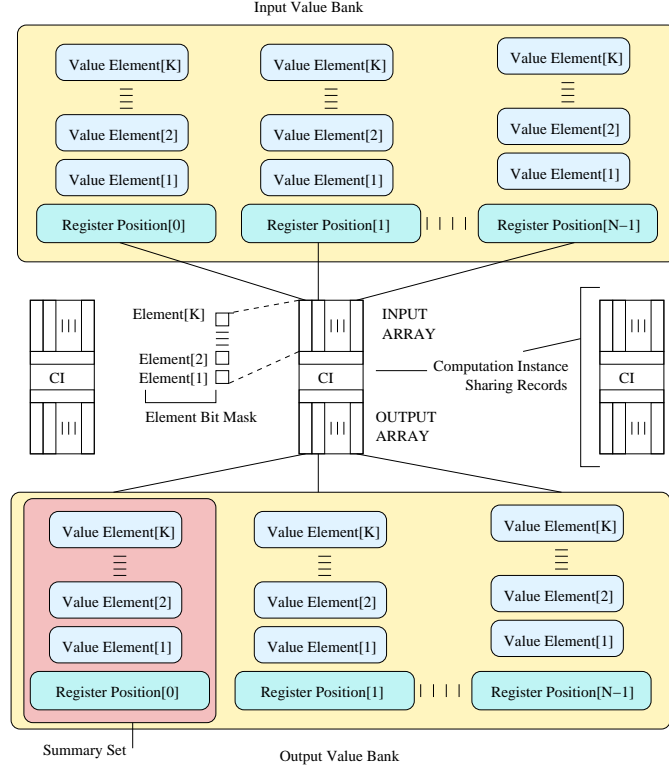 Input Value Bank
Value Element[K] Value Element[K] Value Element[K]
Value Element[2] Value Element[2] Value Element[2]
Value Element[1] Value Element[1] Value Element[1]
Register Position[0] Register Position[1] Register Position[N−1]
Element[K]
Element[2]
Element[1]
Element Bit Mask
INPUT
ARRAY
CI CI CI
Computation Instance
Sharing Records
OUTPUT
ARRAY
Value Element[K] Value Element[K] Value Element[K]
Value Element[2] Value Element[2] Value Element[2]
Value Element[1] Value Element[1] Value Element[1]
Register Position[0] Register Position[1] Register Position[N−1]
Summary Set
Output Value Bank